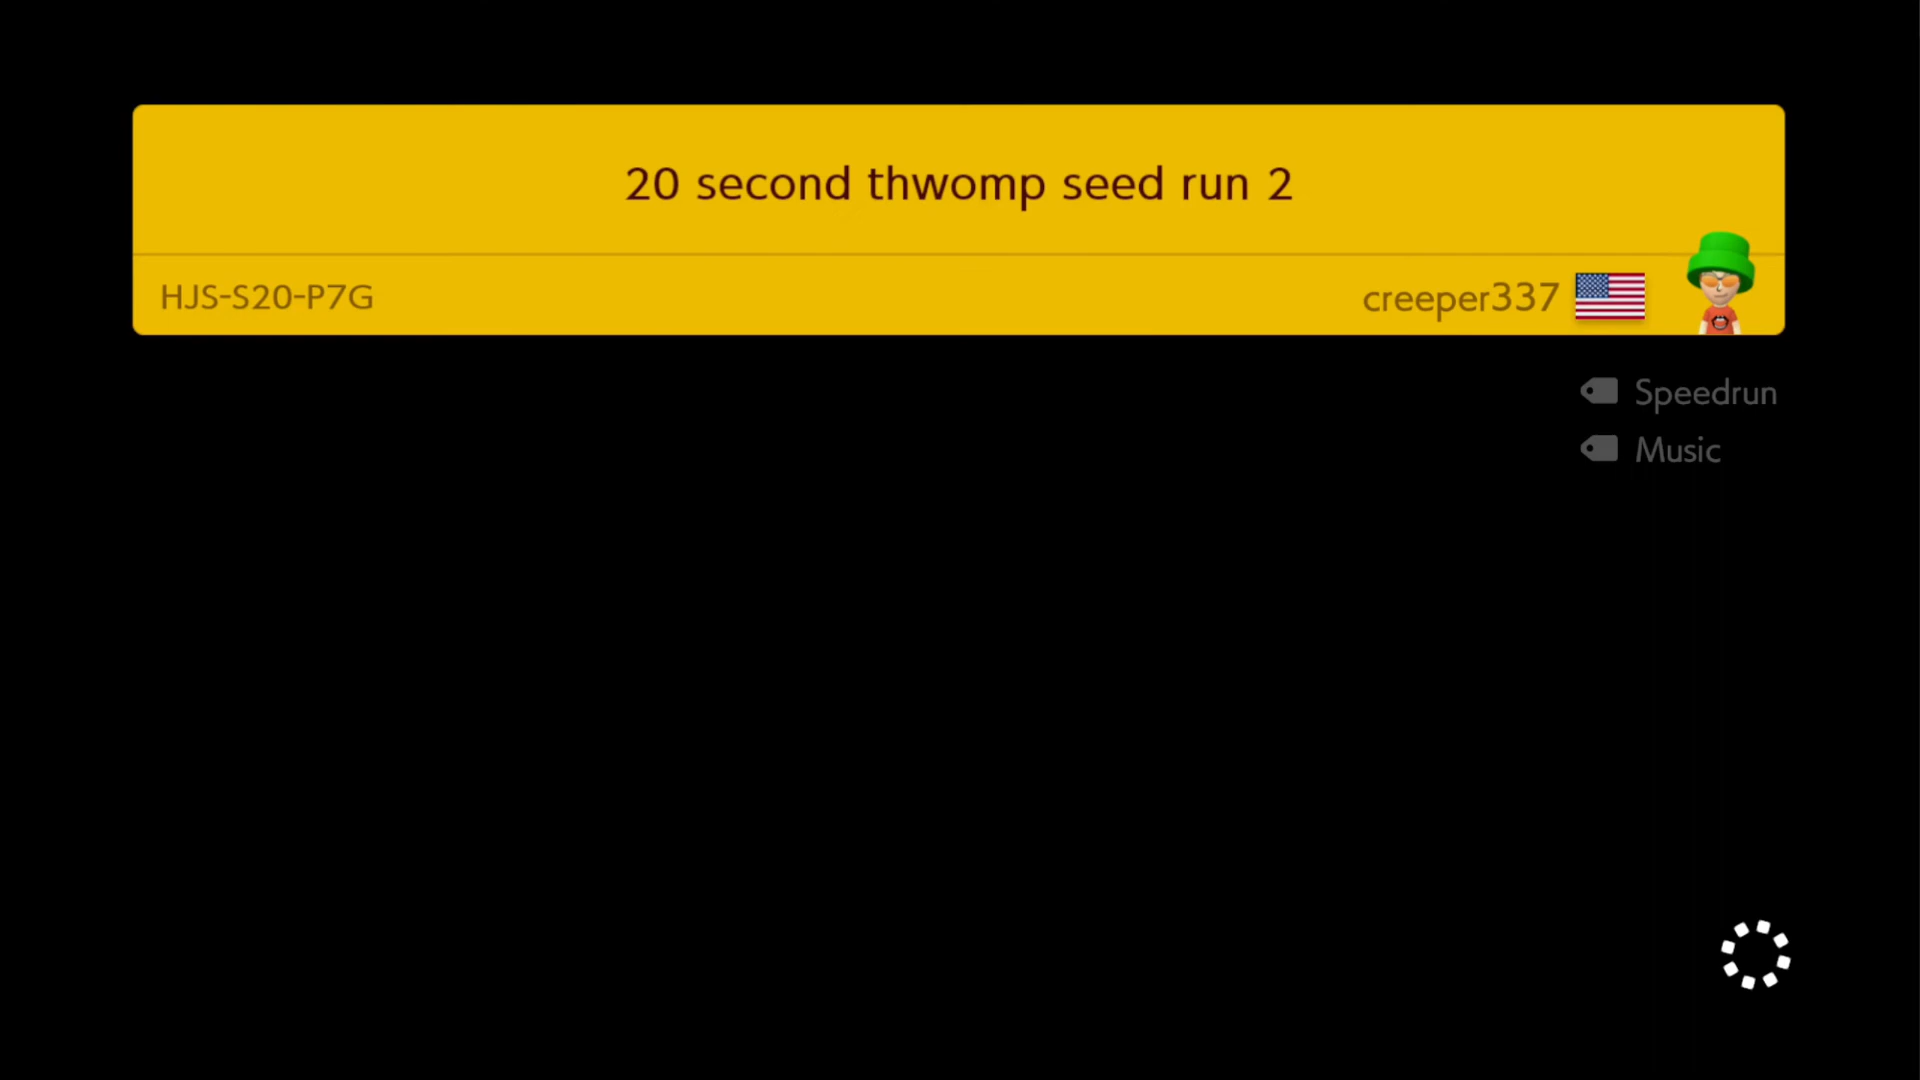 20 second thwomp seed run 2
HJS-S20-P7G
creeper337
Speedrun
Music